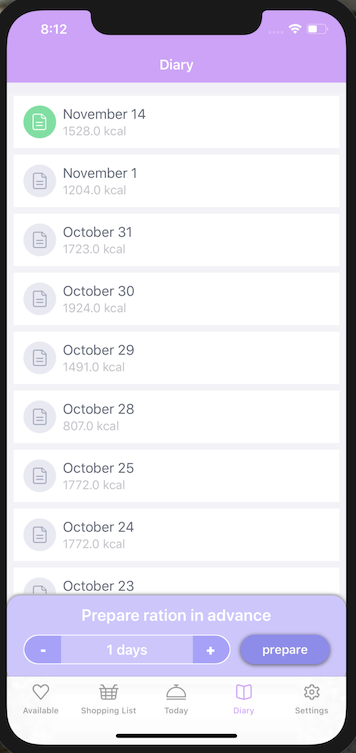 8:12
Diary
November 14
1528.0 kcal
November 1
1204.0 kcal
October 31
1723.0 kcal
October 30
1924.0 kcal
October 29
1491.0 kcal
October 28
807.0 kcal
October 25
1772.0 kcal
October 24
1772.0 kcal
October 23
Prepare ration in advance
- 1 days + prepare
Available Shopping List Today Diary Settings